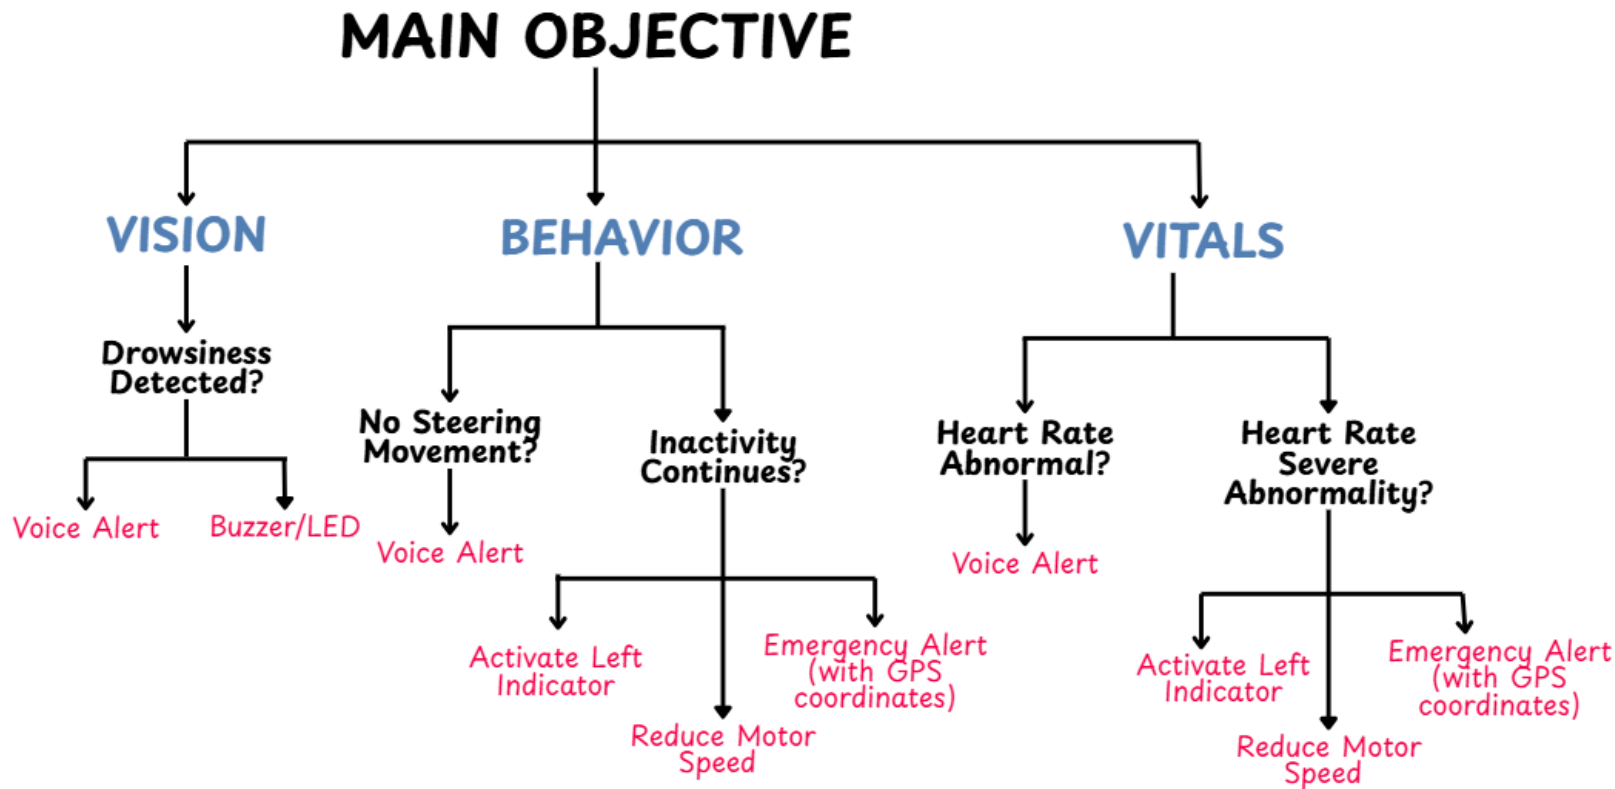 MAIN OBJECTIVE
VISION
BEHAVIOR
VITALS
Drowsiness
Detected?
Voice Alert
Buzzer/LED
No Steering
Movement?
Voice Alert
Inactivity
Continues?
Activate Left
Indicator
Reduce Motor
Speed
Emergency Alert
(with GPS
coordinates)
Heart Rate
Abnormal?
Voice Alert
Heart Rate
Severe
Abnormality?
Activate Left
Indicator
Reduce Motor
Speed
Emergency Alert
(with GPS
coordinates)